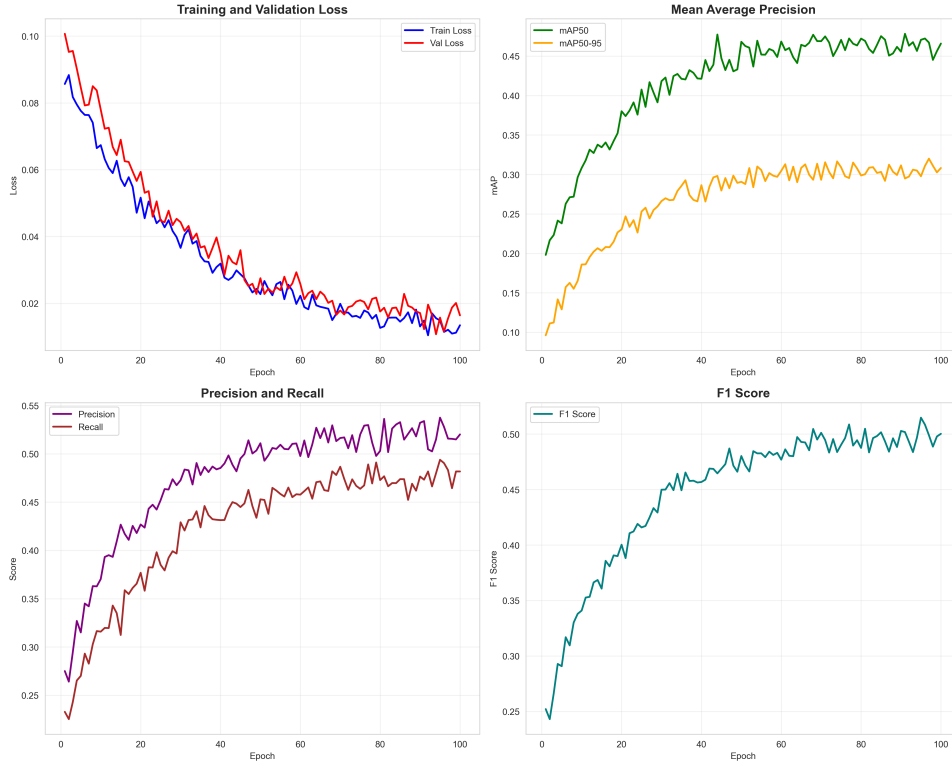 Training and Validation Loss
Train Loss
Val Loss
0.10
0.08
0.06
0.04
0.02
Loss
0
20
40
60
80
100
Epoch
Mean Average Precision
mAP50
mAP50-95
0.45
0.40
0.35
0.30
0.25
0.20
0.15
0.10
mAP
0
20
40
60
80
100
Epoch
Precision and Recall
Precision
Recall
0.55
0.50
0.45
0.40
0.35
0.30
0.25
Score
0
20
40
60
80
100
Epoch
F1 Score
F1 Score
0.50
0.45
0.40
0.35
0.30
0.25
F1 Score
0
20
40
60
80
100
Epoch